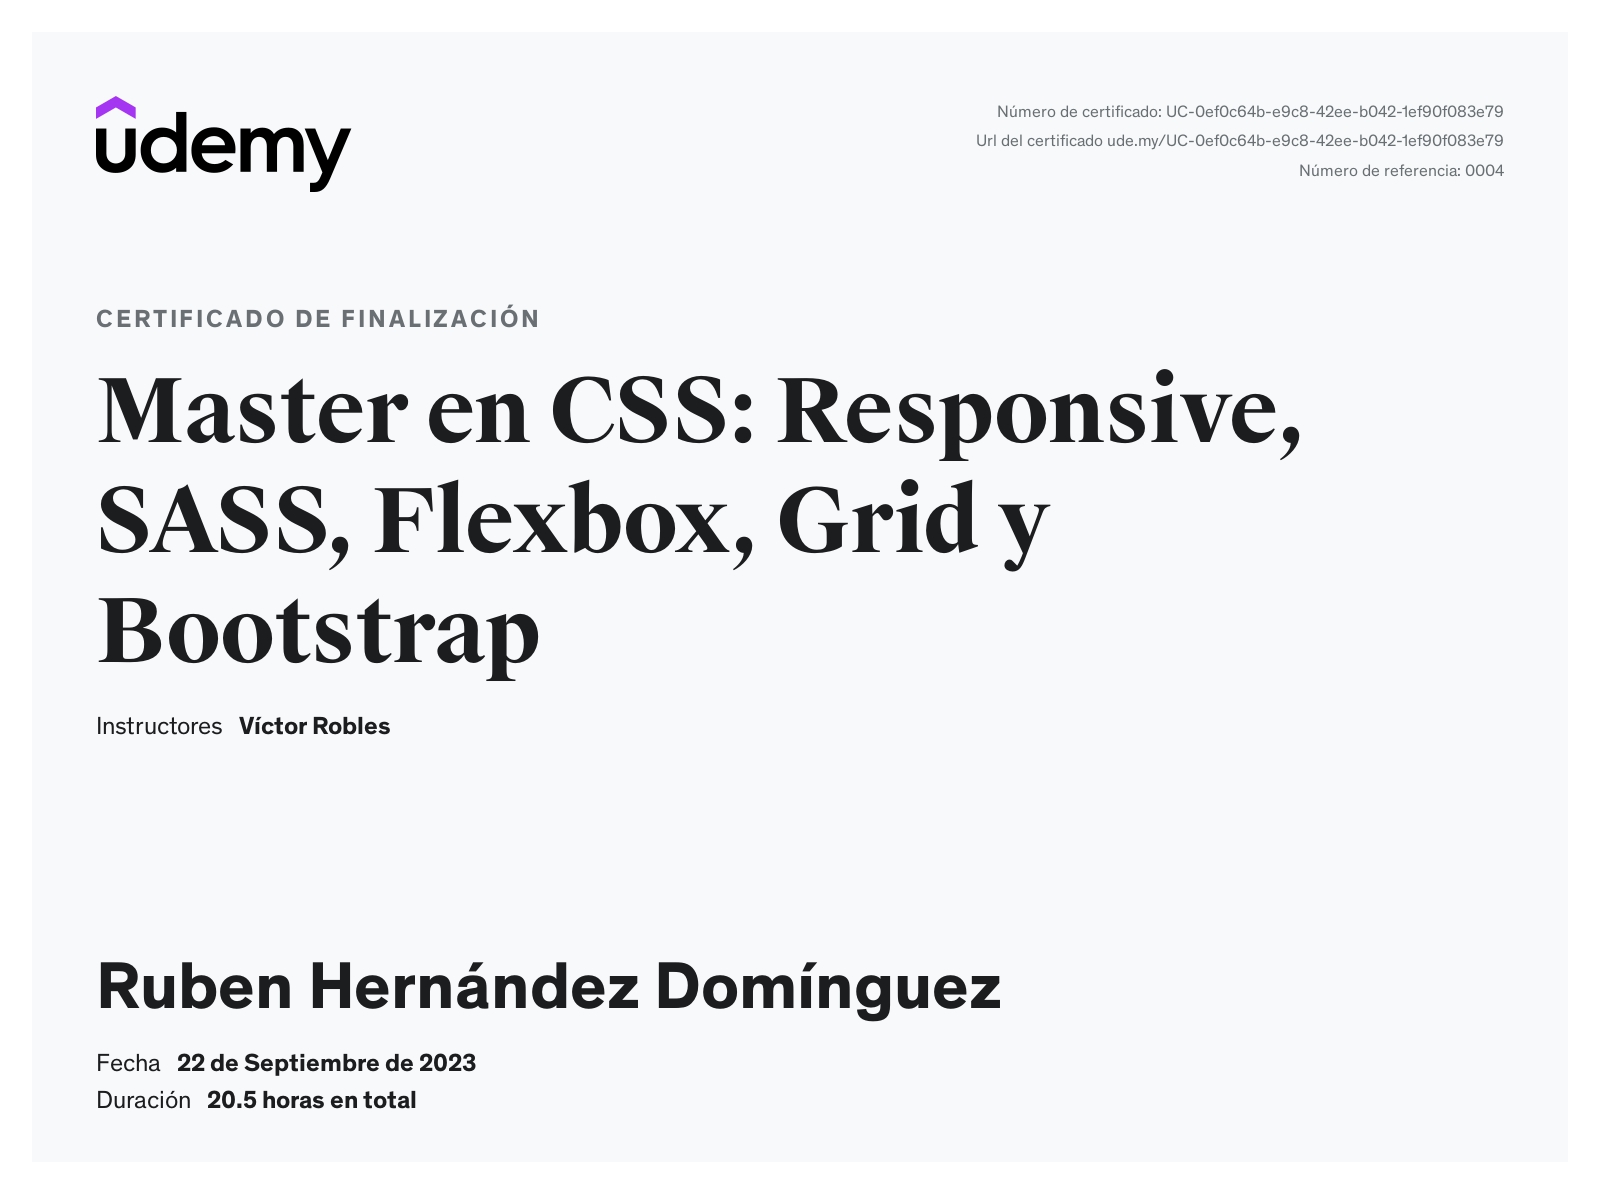 udemy
Número de certificado: UC-0ef0c64b-e9c8-42ee-b042-1ef90f083e79
Url del certificado ude.my/UC-0ef0c64b-e9c8-42ee-b042-1ef90f083e79
Número de referencia: 0004
CERTIFICADO DE FINALIZACIÓN
Master en CSS: Responsive,
SASS, Flexbox, Grid y
Bootstrap
Instructores Víctor Robles
Ruben Hernández Domínguez
Fecha 22 de Septiembre de 2023
Duración 20.5 horas en total